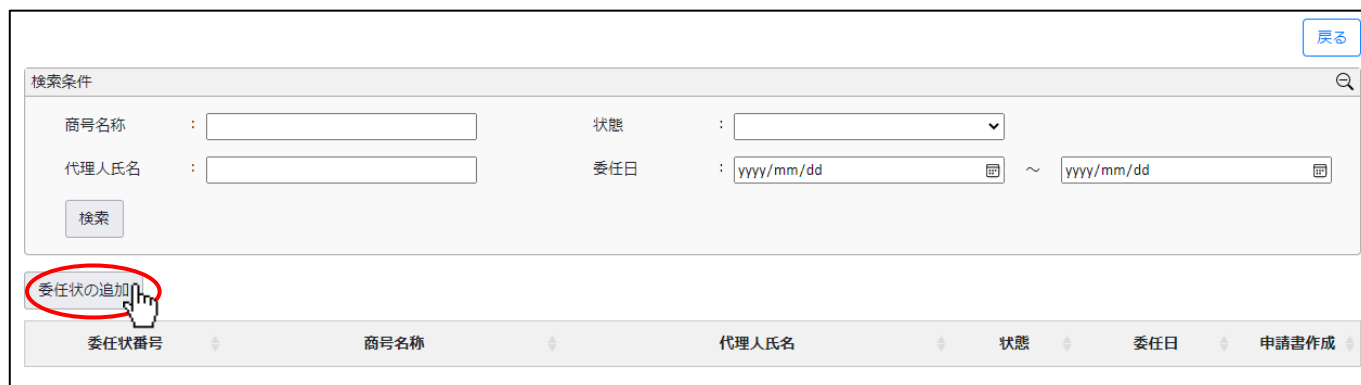 戻る
検索条件
商号名称 : 状態 :
代理人氏名 : 委任日 : yyyy/mm/dd ～ yyyy/mm/dd
検索
委任状の追加
委任状番号 商号名称 代理人氏名 状態 委任日 申請書作成